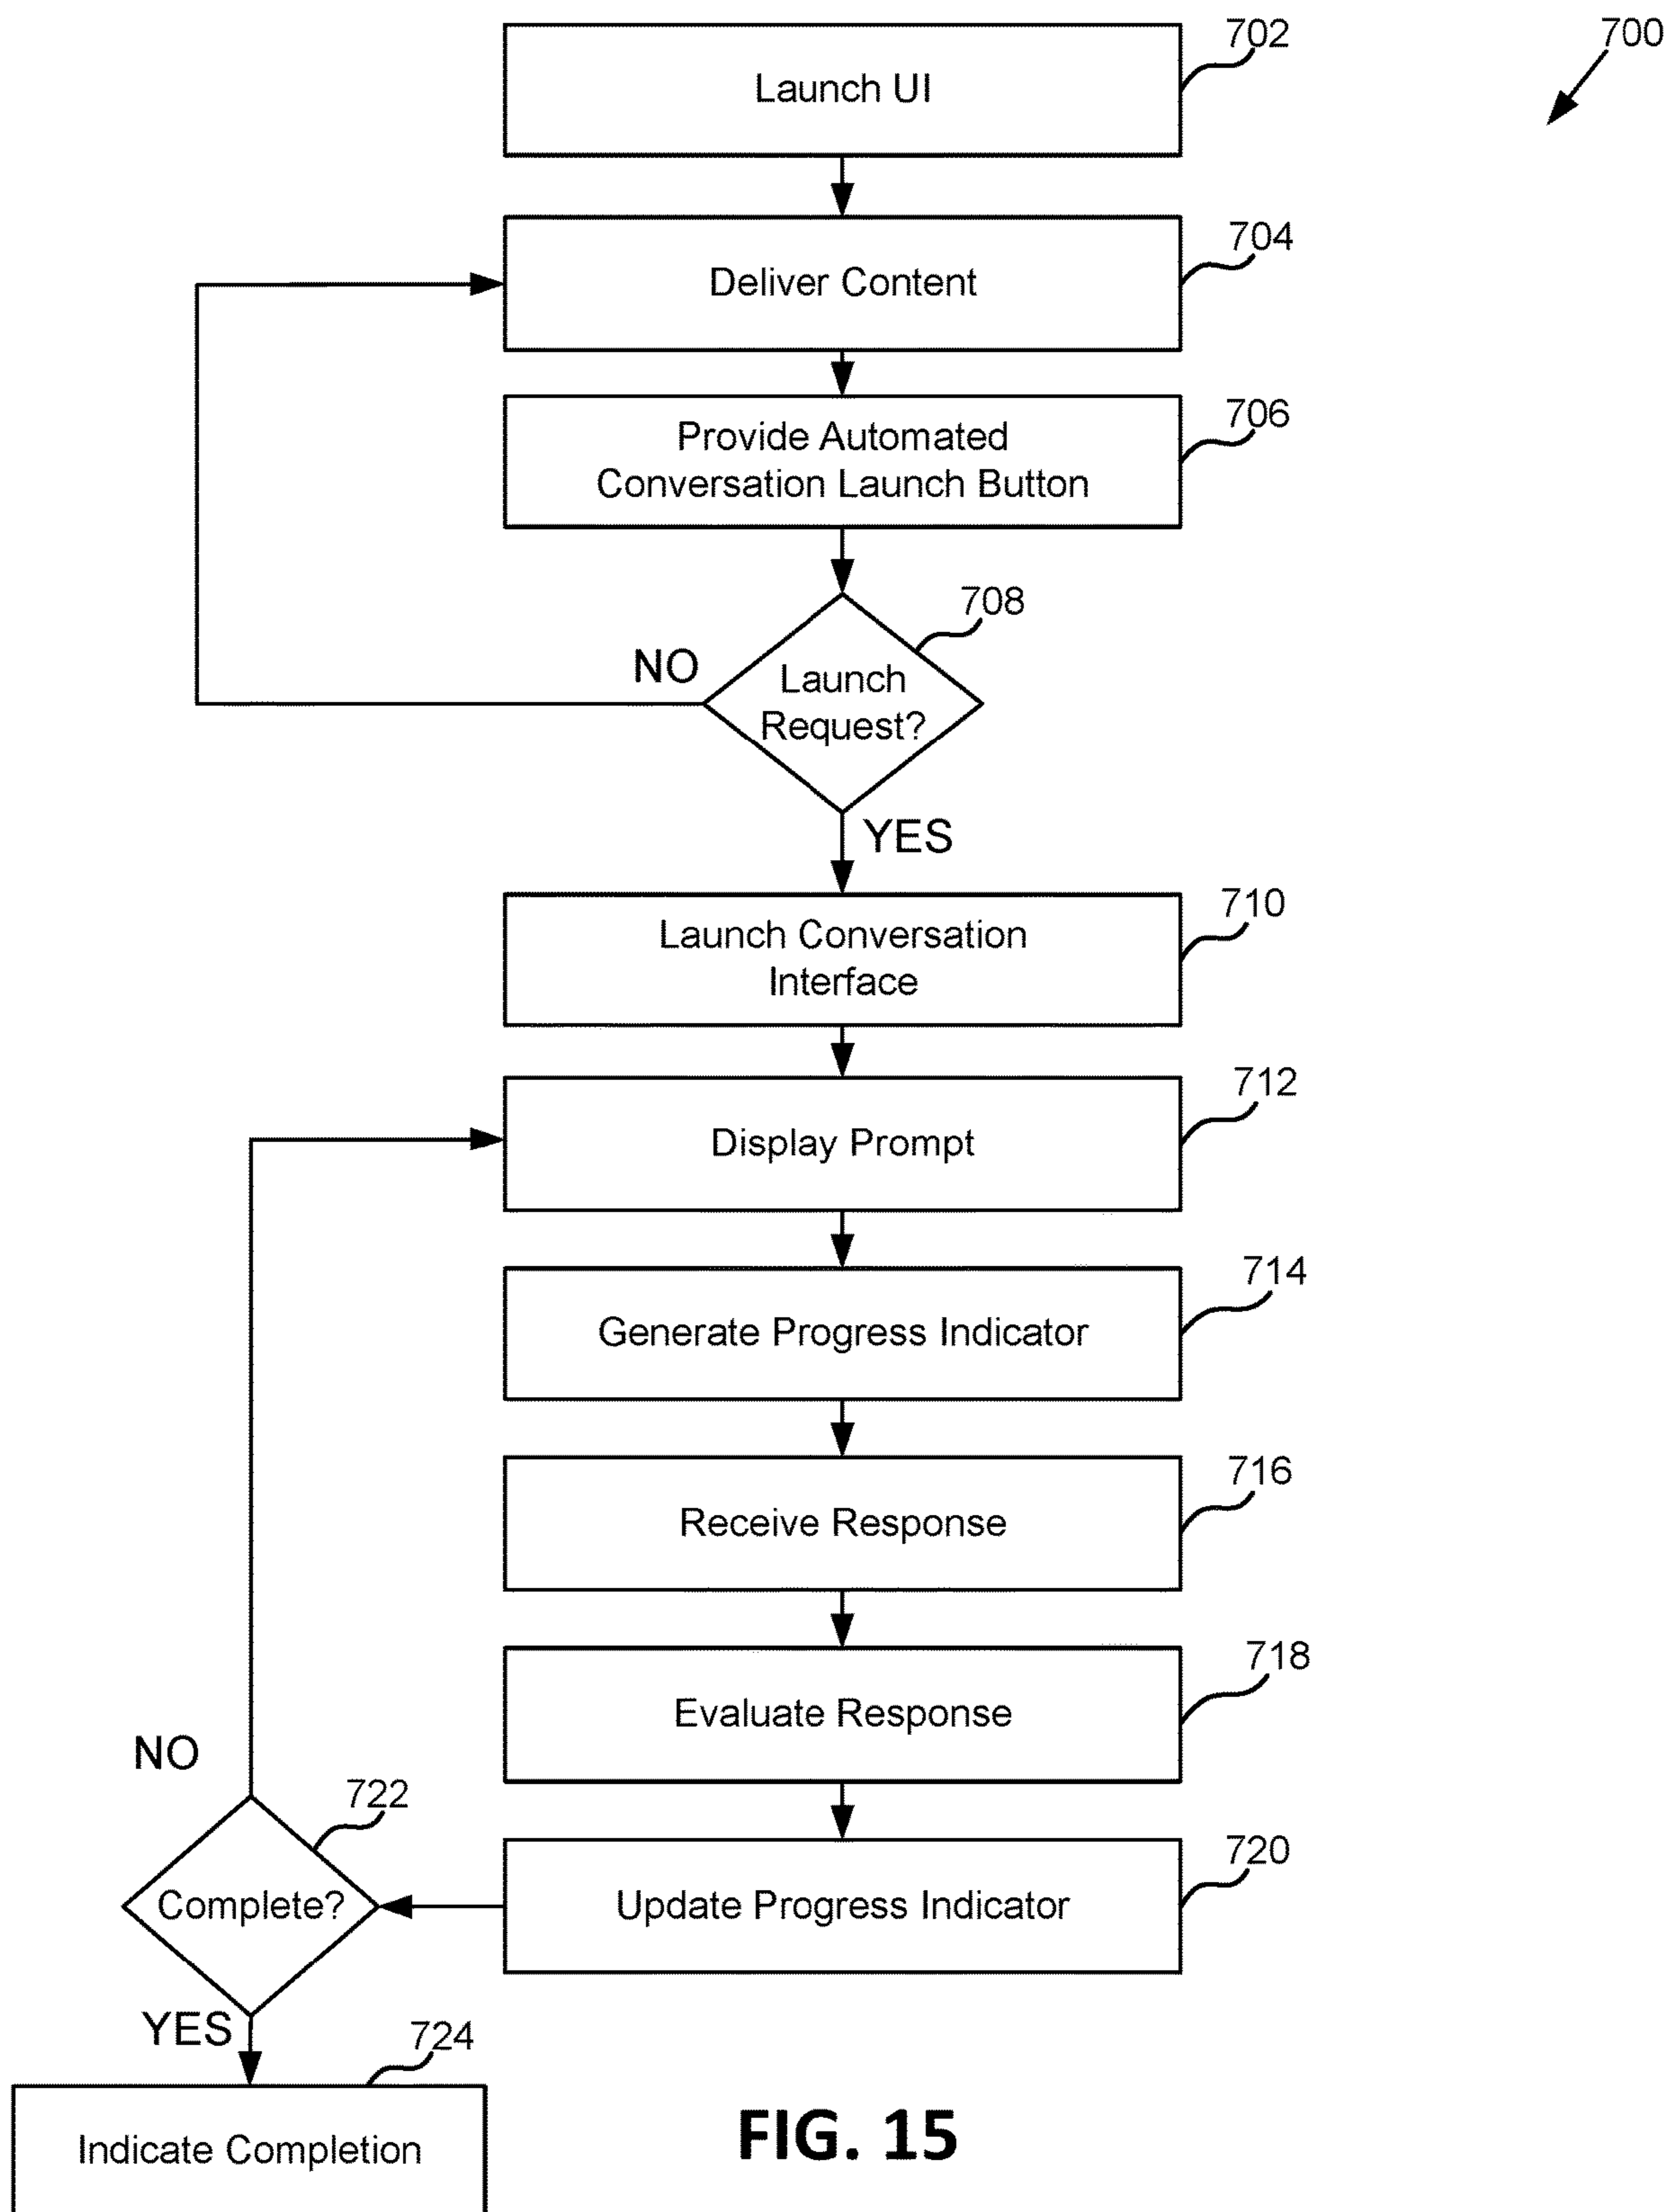 702
700
Launch UI
704
Deliver Content
706
Provide Automated
Conversation Launch Button
708
NO
Launch
Request?
YES
710
Launch Conversation
Interface
712
Display Prompt
714
Generate Progress Indicator
716
Receive Response
718
Evaluate Response
NO
722
720
Complete?
Update Progress Indicator
YES
724
Indicate Completion
FIG. 15